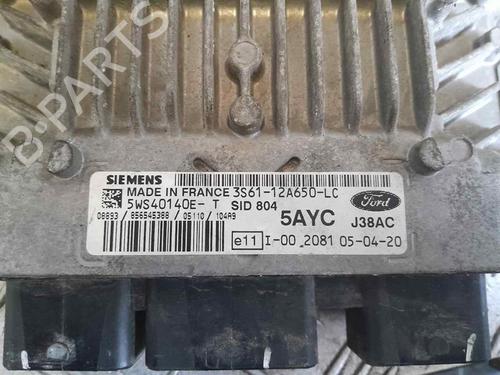 B-PARTS
SIEMENS
MADE IN FRANCE 3S61-12A650-LC
5WS40140E- T SID 804
Ford
08893 / 856545388 / 05110 / 104A9
5AYC J38AC
e11 I-00 2081 05-04-20